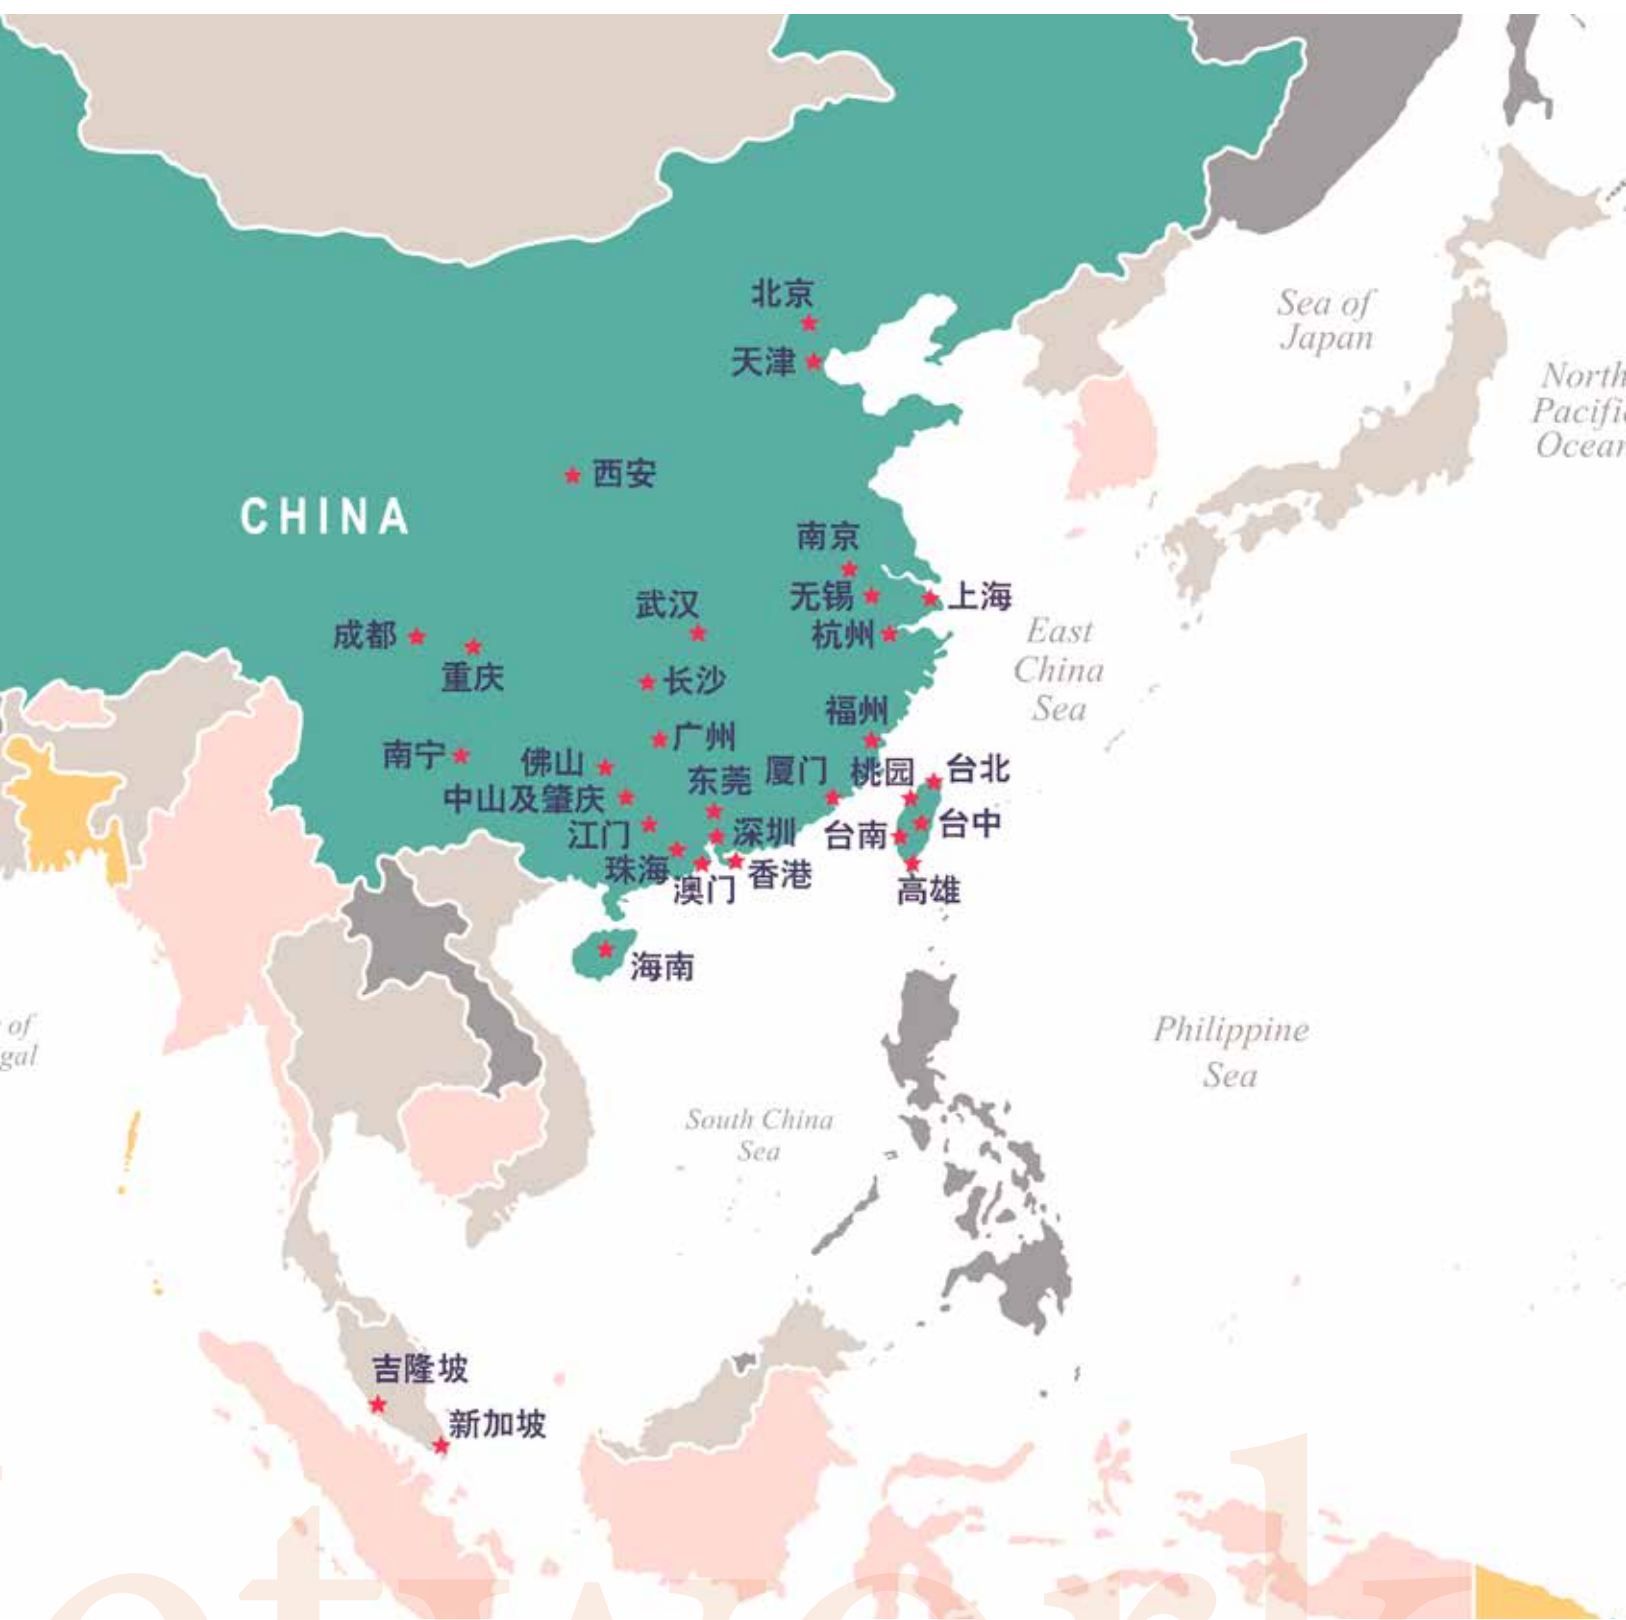 北京
Sea of
Japan
天津
North
Pacific
Ocean
西安
CHINA
南京
无锡
上海
武汉
杭州
成都
重庆
East
China
Sea
长沙
福州
广州
南宁
佛山
东莞
厦门
桃园
台北
中山及肇庆
江门
深圳
台南
台中
珠海
澳门
香港
高雄
海南
of
gal
Philippine
Sea
South China
Sea
吉隆坡
新加坡
etwork